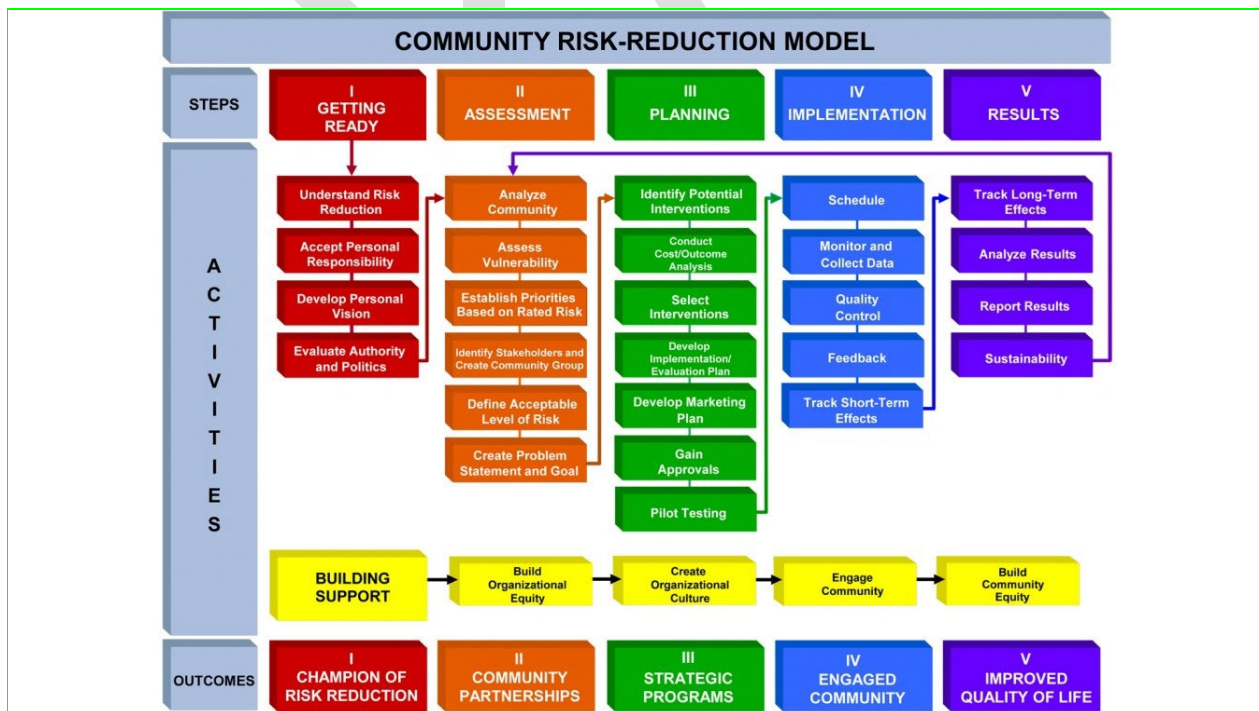 COMMUNITY RISK-REDUCTION MODEL
STEPS
I
GETTING
READY
II
ASSESSMENT
III
PLANNING
IV
IMPLEMENTATION
V
RESULTS
A
C
T
I
V
I
T
I
E
S
Understand Risk
Reduction
Accept Personal
Responsibility
Develop Personal
Vision
Evaluate Authority
and Politics
Analyze
Community
Assess
Vulnerability
Establish Priorities
Based on Rated Risk
Identify Stakeholders and
Create Community Group
Define Acceptable
Level of Risk
Create Problem
Statement and Goal
Identify Potential
Interventions
Conduct
Cost/Outcome
Analysis
Select
Interventions
Develop
Implementation/
Evaluation Plan
Develop Marketing
Plan
Gain
Approvals
Pilot Testing
Schedule
Monitor and
Collect Data
Quality
Control
Feedback
Track Short-Term
Effects
Track Long-Term
Effects
Analyze Results
Report Results
Sustainability
BUILDING
SUPPORT
Build
Organizational
Equity
Create
Organizational
Culture
Engage
Community
Build
Community
Equity
OUTCOMES
I
CHAMPION OF
RISK REDUCTION
II
COMMUNITY
PARTNERSHIPS
III
STRATEGIC
PROGRAMS
IV
ENGAGED
COMMUNITY
V
IMPROVED
QUALITY OF LIFE